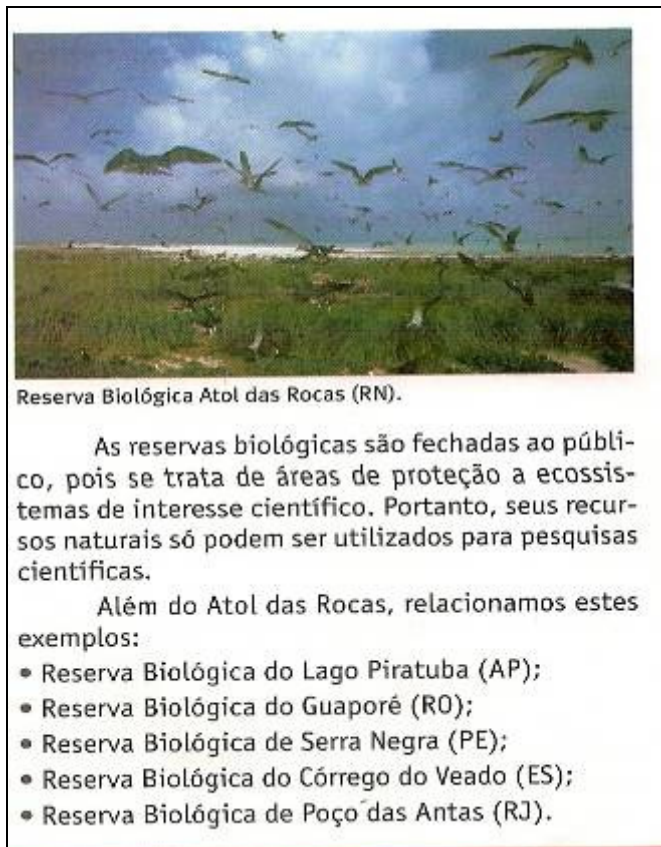 Reserva Biológica Atol das Rocas (RN).
As reservas biológicas são fechadas ao públi-
co, pois se trata de áreas de proteção a ecossis-
temas de interesse científico. Portanto, seus recur-
sos naturais só podem ser utilizados para pesquisas
científicas.
Além do Atol das Rocas, relacionamos estes
exemplos:
• Reserva Biológica do Lago Piratuba (AP);
• Reserva Biológica do Guaporé (RO);
• Reserva Biológica de Serra Negra (PE);
• Reserva Biológica do Córrego do Veado (ES);
• Reserva Biológica de Poço das Antas (RJ).